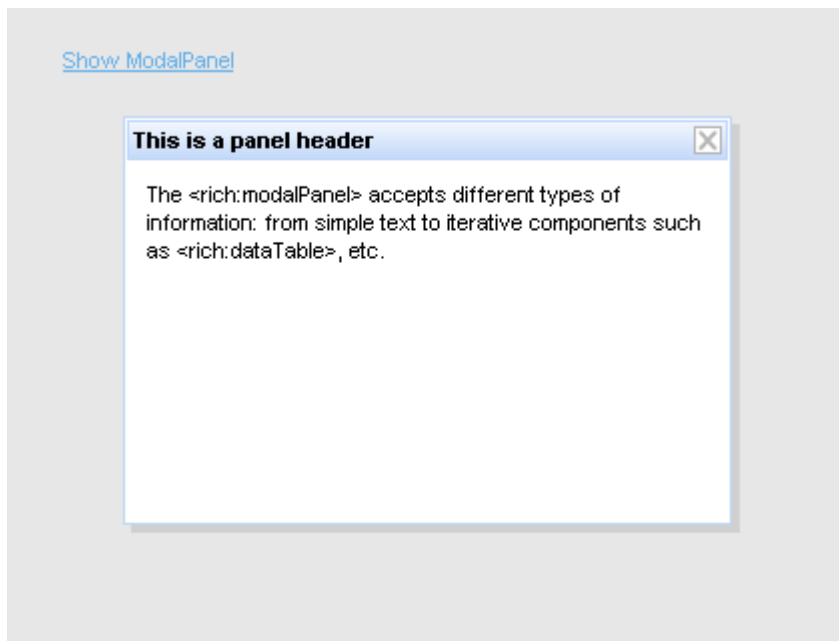 Show ModalPanel
This is a panel header
The <rich:modalPanel> accepts different types of
information: from simple text to iterative components such
as <rich:dataTable>, etc.